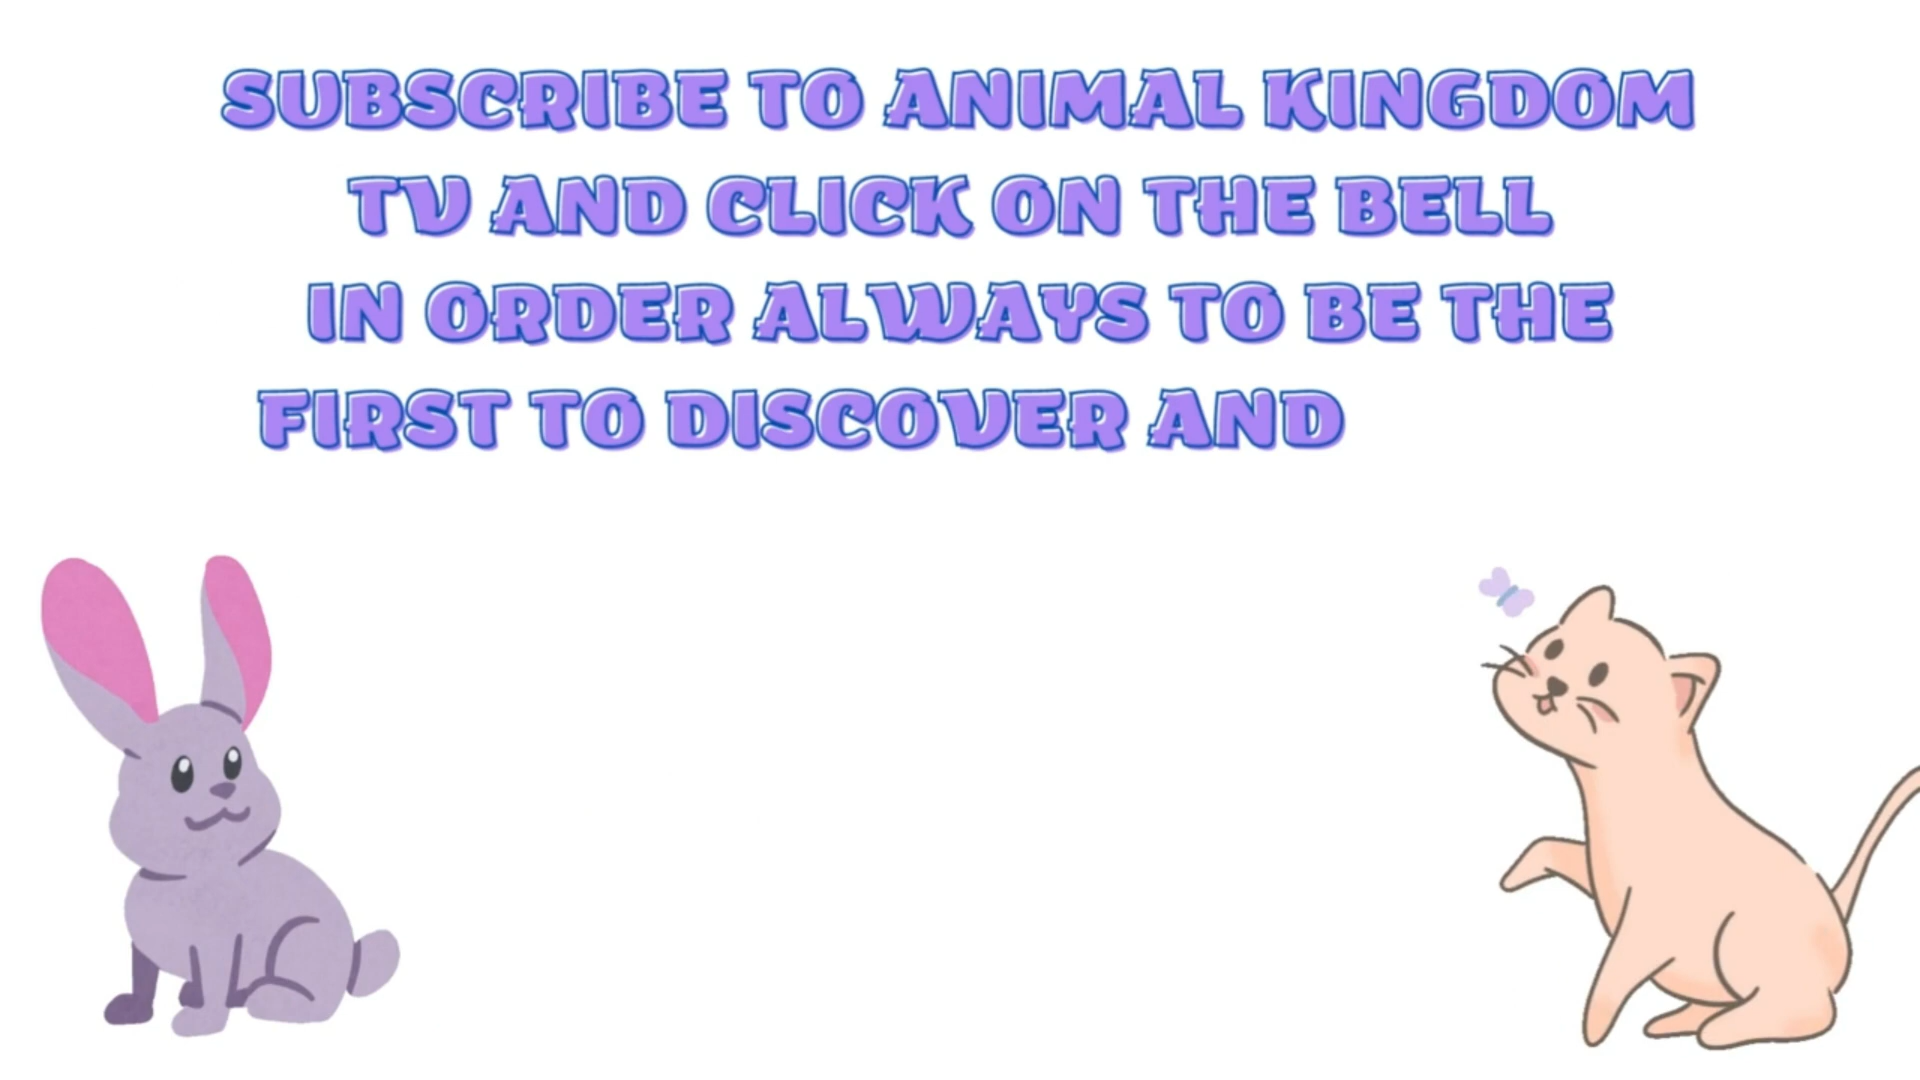 SUBSCRIBE TO ANIMAL KINGDOM
TV AND CLICK ON THE BELL
IN ORDER ALWAYS TO BE THE
FIRST TO DISCOVER AND